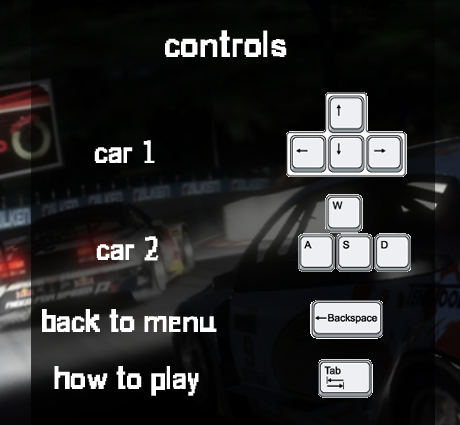 controls
↑
car 1 ← ↓ →
W
car 2 A S D
back to menu ←Backspace
how to play Tab